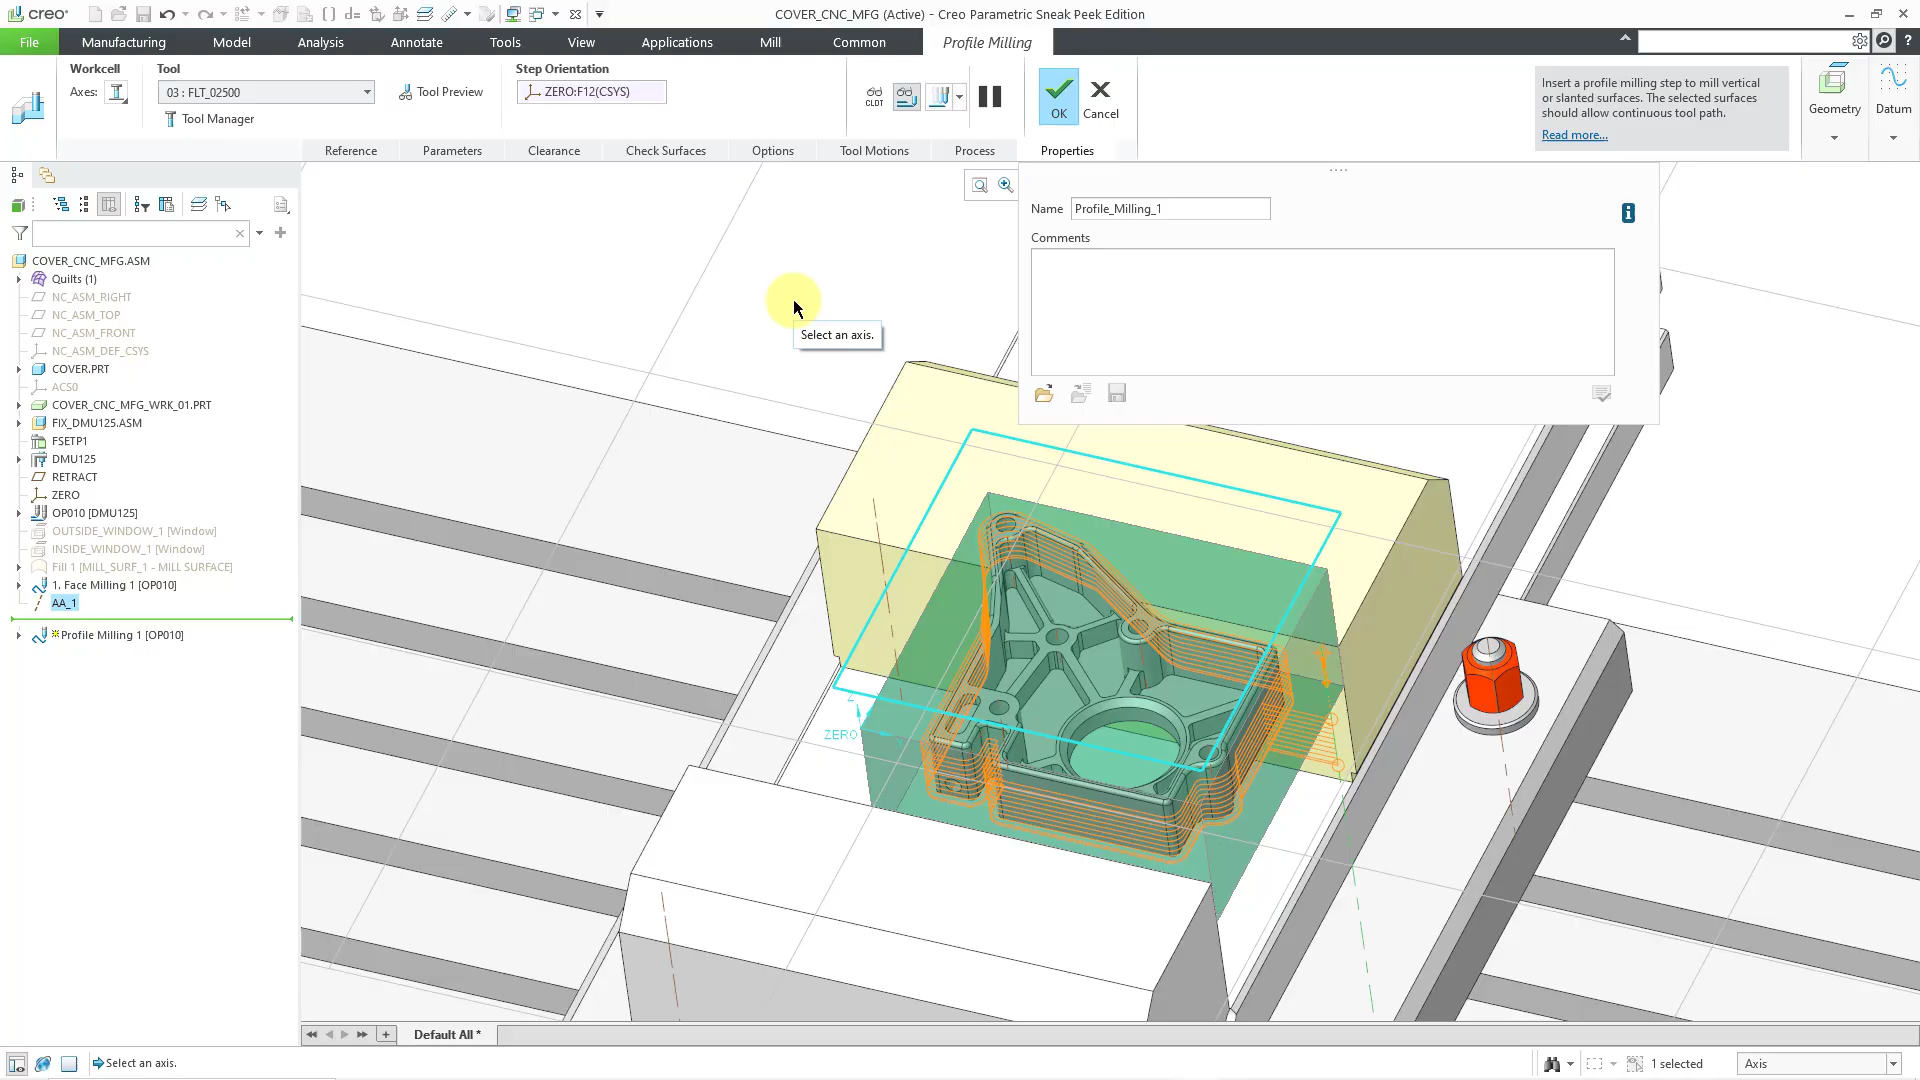 creo
COVER_CNC_MFG (Active) - Creo Parametric Sneak Peek Edition
File
Manufacturing
Model
Analysis
Annotate
Tools
View
Applications
Mill
Common
Profile Milling
Workcell
Axes:
Tool
03 : FLT_02500
Tool Preview
Tool Manager
Step Orientation
ZERO:F12(CSYS)
CLDT
OK
Cancel
Insert a profile milling step to mill vertical
or slanted surfaces. The selected surfaces
should allow continuous tool path.
Read more...
Geometry
Datum
Reference
Parameters
Clearance
Check Surfaces
Options
Tool Motions
Process
Properties
Name
Profile_Milling_1
Comments
COVER_CNC_MFG.ASM
Quilts (1)
NC_ASM_RIGHT
NC_ASM_TOP
NC_ASM_FRONT
NC_ASM_DEF_CSYS
COVER.PRT
ACS0
COVER_CNC_MFG_WRK_01.PRT
FIX_DMU125.ASM
FSETP1
DMU125
RETRACT
ZERO
OP010 [DMU125]
OUTSIDE_WINDOW_1 [Window]
INSIDE_WINDOW_1 [Window]
Fill 1 [MILL_SURF_1 - MILL SURFACE]
1. Face Milling 1 [OP010]
AA_1
Profile Milling 1 [OP010]
Select an axis.
Z
ZERO
Default All *
Select an axis.
1 selected
Axis